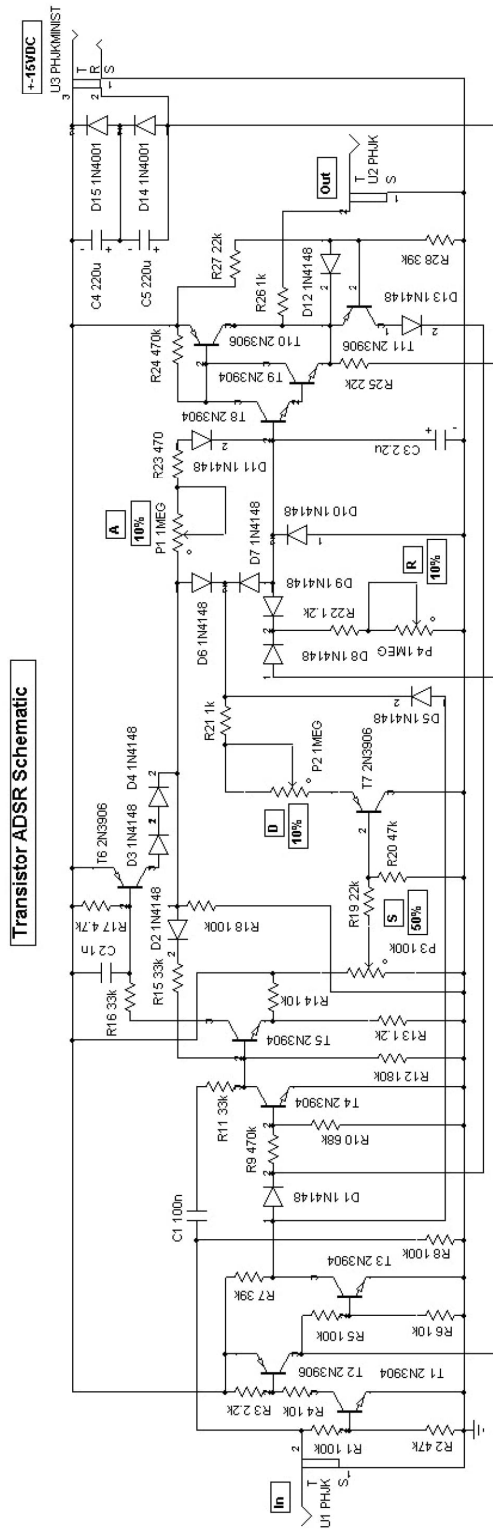 Transistor ADSR Schematic
In
U1 PHJK
T
S
R1 100k
R2 47k
R3 2.2k
R4 10k
T1 2N3904
T2 2N3906
R5 100k
R6 10k
R7 39k
T3 2N3904
R8 100k
C1 100n
D1 1N4148
R9 470k
R10 68k
R11 33k
T4 2N3904
R12 180k
T5 2N3904
R13 1.2k
R14 10k
R15 33k
R16 33k
C2 1n
R17 4.7k
D2 1N4148
R18 100k
T6 2N3906
D3 1N4148
D4 1N4148
P3 100k
S
50%
R19 22k
R20 47k
T7 2N3906
D
10%
P2 1MEG
R21 1k
D5 1N4148
D6 1N4148
D7 1N4148
D8 1N4148
R22 1.2k
D9 1N4148
P4 1MEG
R
10%
D10 1N4148
A
10%
P1 1MEG
R23 470
D11 1N4148
C3 2.2u
T8 2N3904
T9 2N3904
R24 470k
T10 2N3906
R25 22k
T11 2N3906
D12 1N4148
D13 1N4148
R26 1k
R27 22k
R28 39k
Out
U2 PHJK
T
S
C4 220u
C5 220u
D15 1N4001
D14 1N4001
+-15VDC
U3 PHJKMINIST
T
R
S